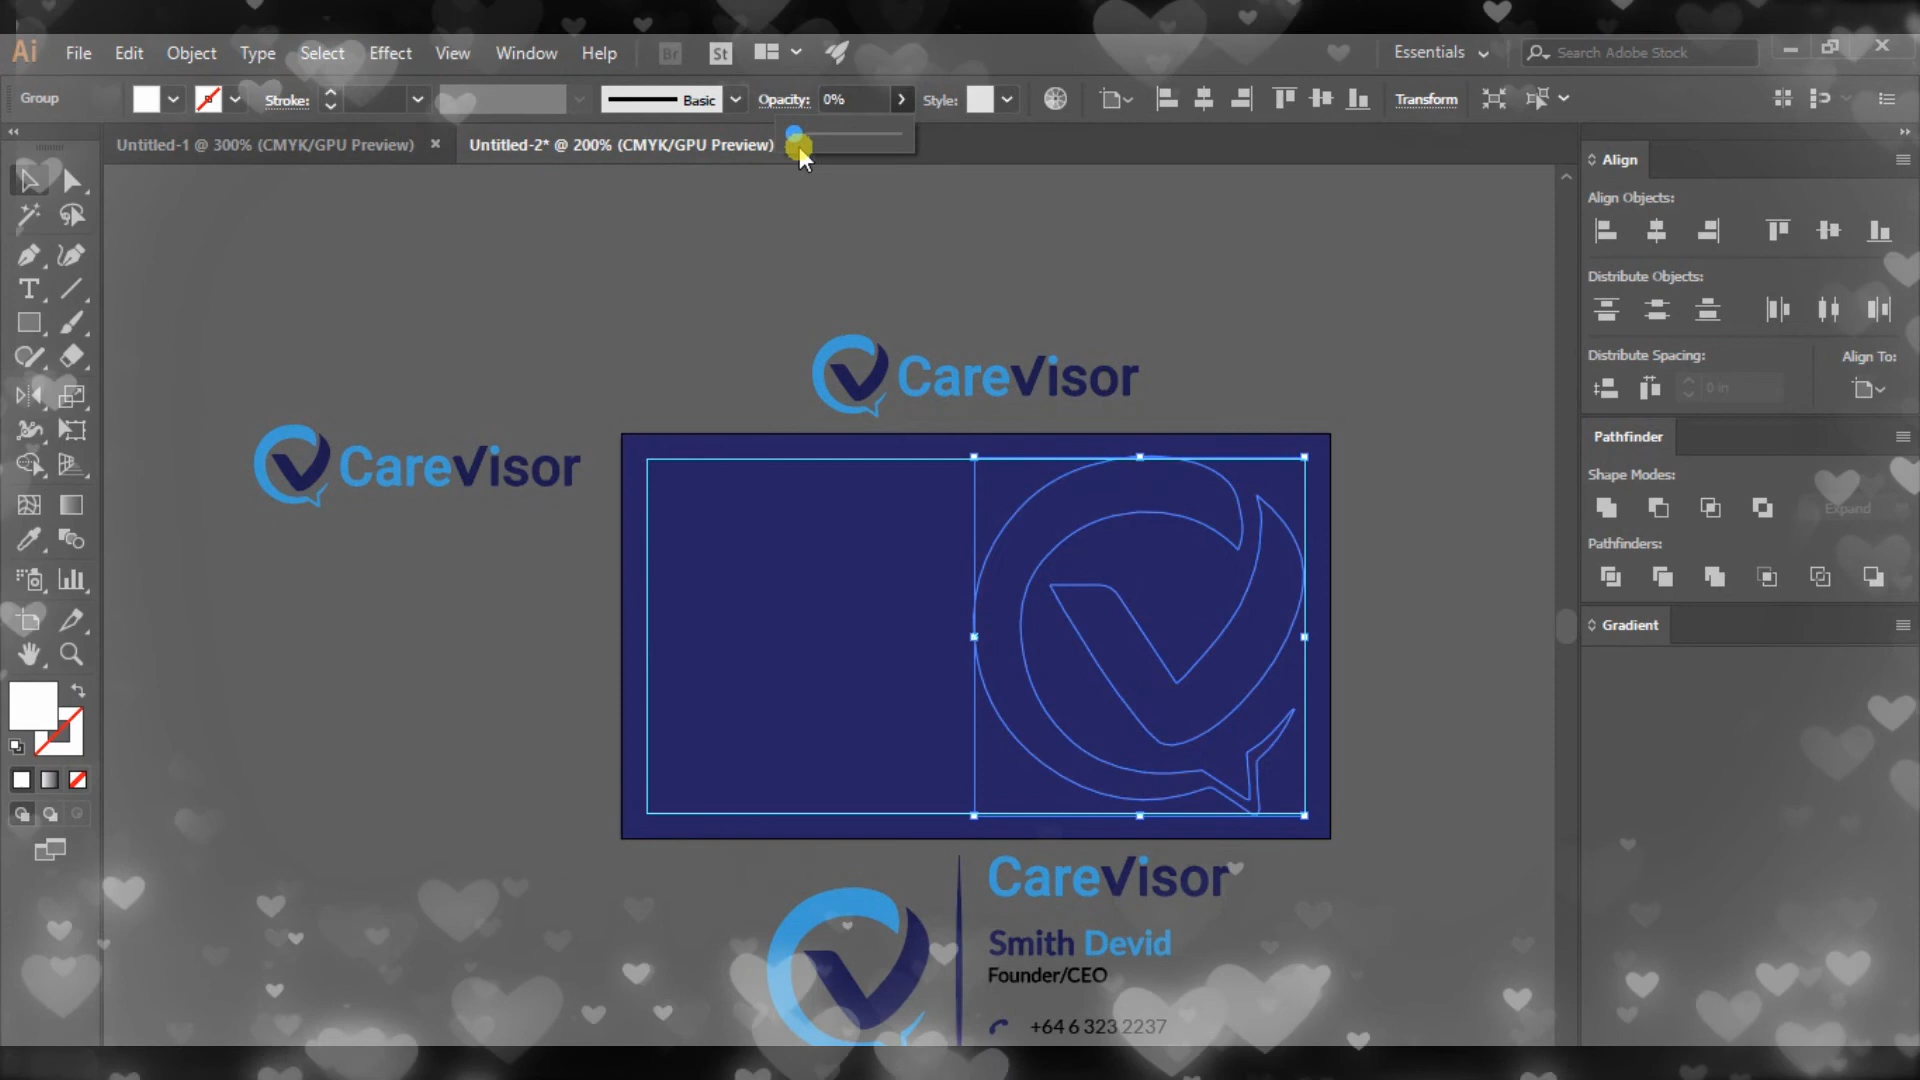 Ai File Edit Object Type Select Effect View Window Help Br St Essentials Search Adobe Stock
Group Stroke: Basic Opacity: 0% Style: Transform
Untitled-1 @ 300% (CMYK/GPU Preview) Untitled-2* @ 200% (CMYK/GPU Preview)
Align
Align Objects:
Distribute Objects:
Distribute Spacing: Align To:
0 in
Pathfinder
Shape Modes:
Expand
Pathfinders:
Gradient
CareVisor
CareVisor
CareVisor
Smith Devid
Founder/CEO
+64 6 323 2237